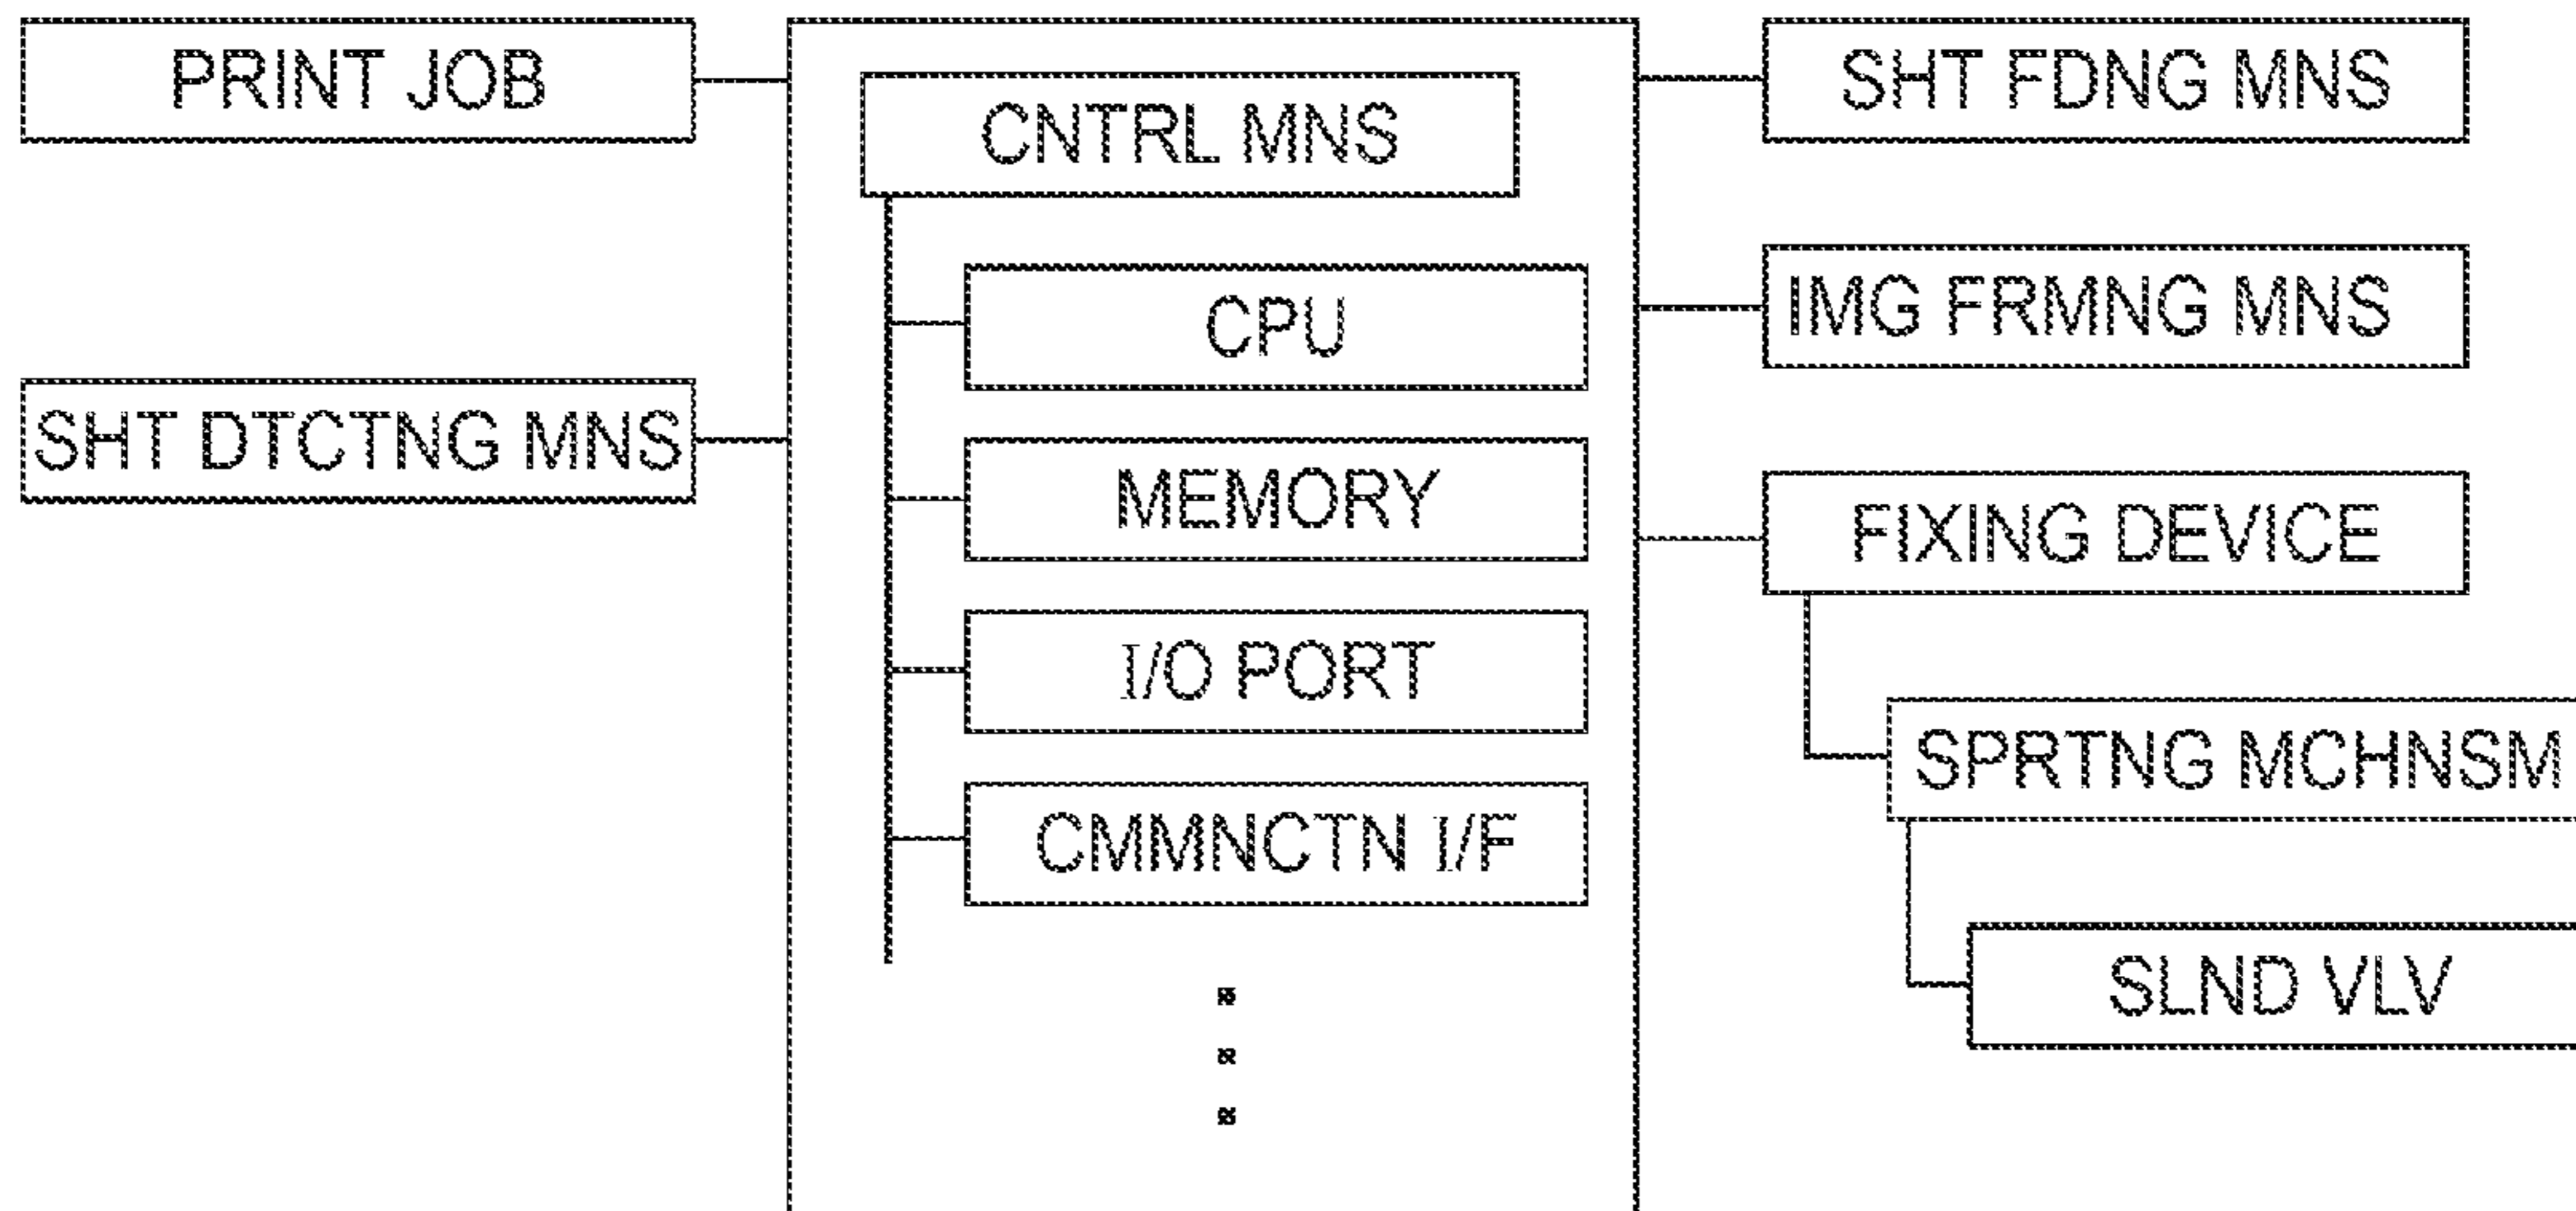 PRINT JOB
SHT DTCTNG MNS
CNTRL MNS
CPU
MEMORY
I/O PORT
CMMNCTN I/F
SHT FDNG MNS
IMG FRMNG MNS
FIXING DEVICE
SPRTNG MCHNSM
SLND VLV